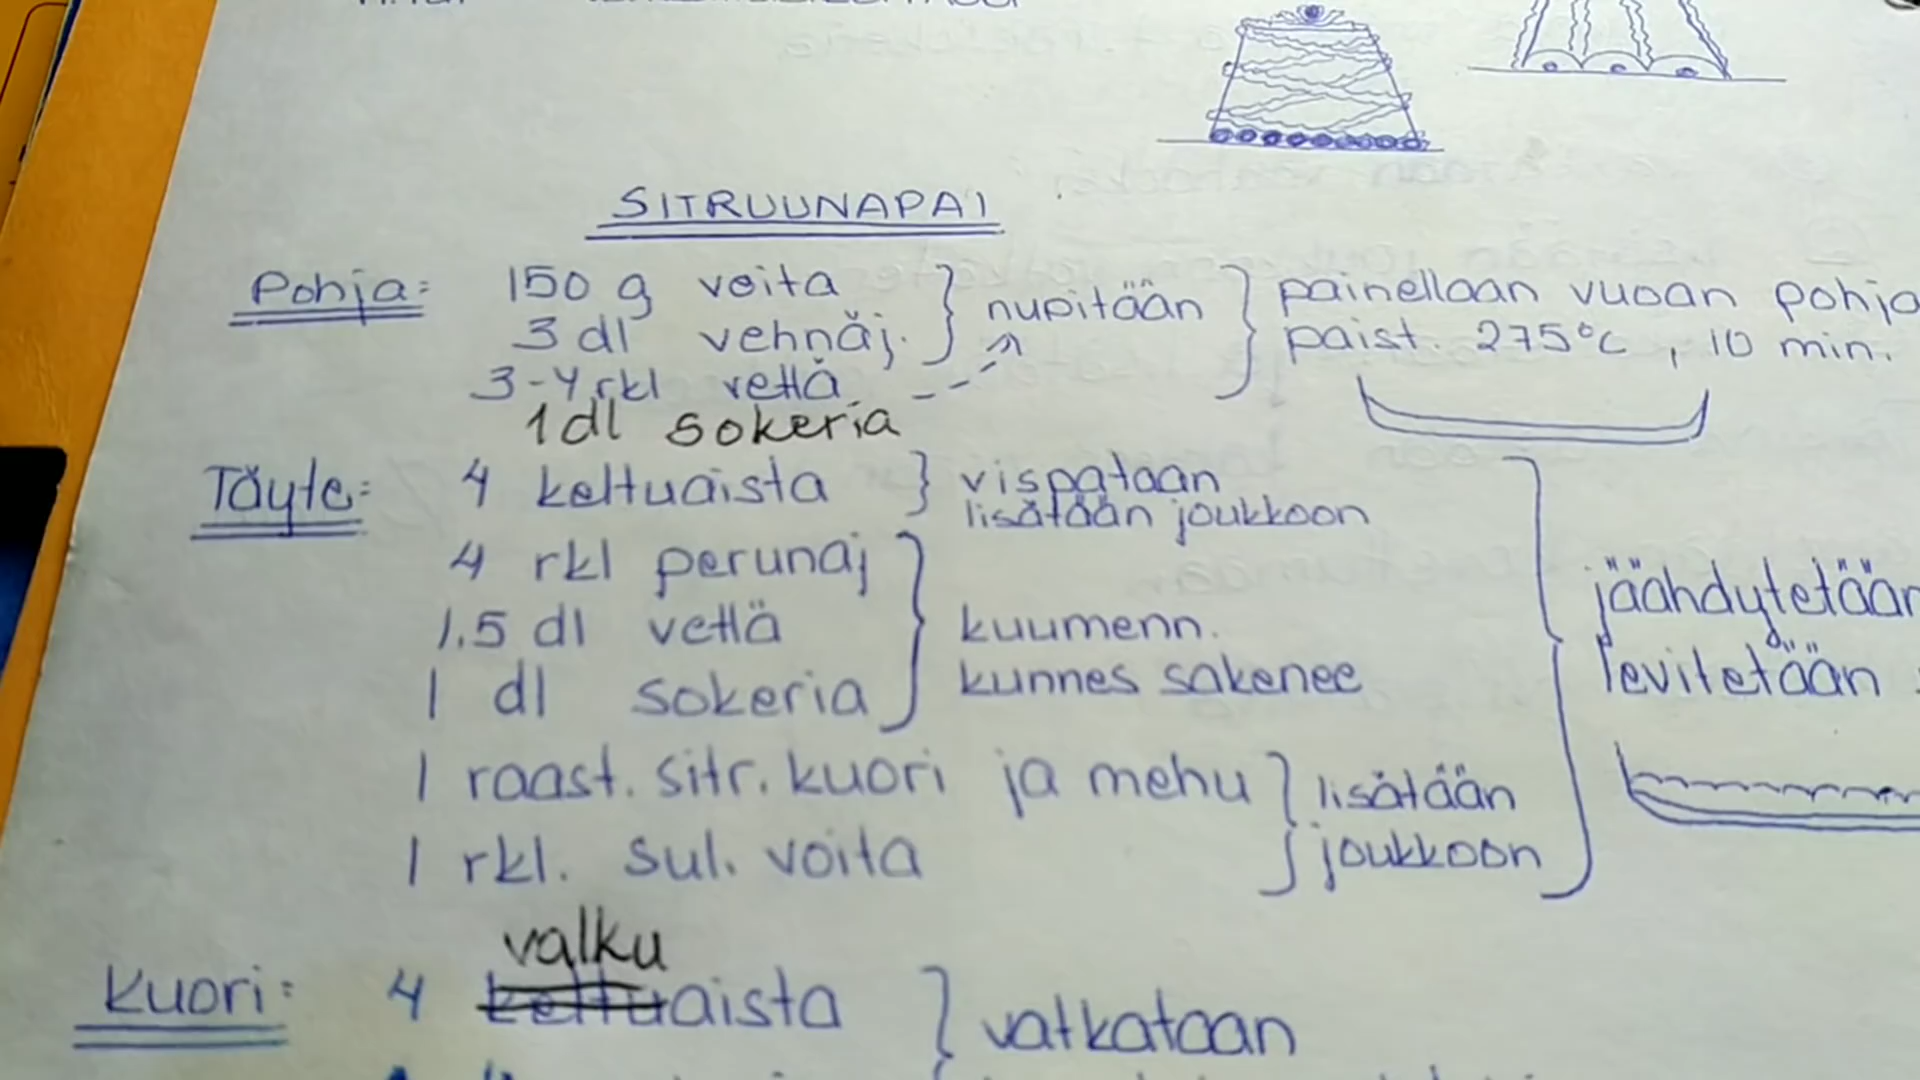 SITRUUNAPAI
Pohja: 150 g voita } nupitään } painellaan vuoan pohja
3 dl vehnäj. paist. 275°C, 10 min.
3-4 rkl vettä
1 dl sokeria
Täyte: 4 keltuaista } vispataan
lisätään joukkoon
4 rkl perunaj
1.5 dl vettä } kuumenn. jäähdytetään
1 dl sokeria kunnes sakenee levitetään
1 raast. sitr. kuori ja mehu } lisätään
1 rkl. sul. voita joukkoon
valku
Kuori: 4 keltuaista } vatkataan